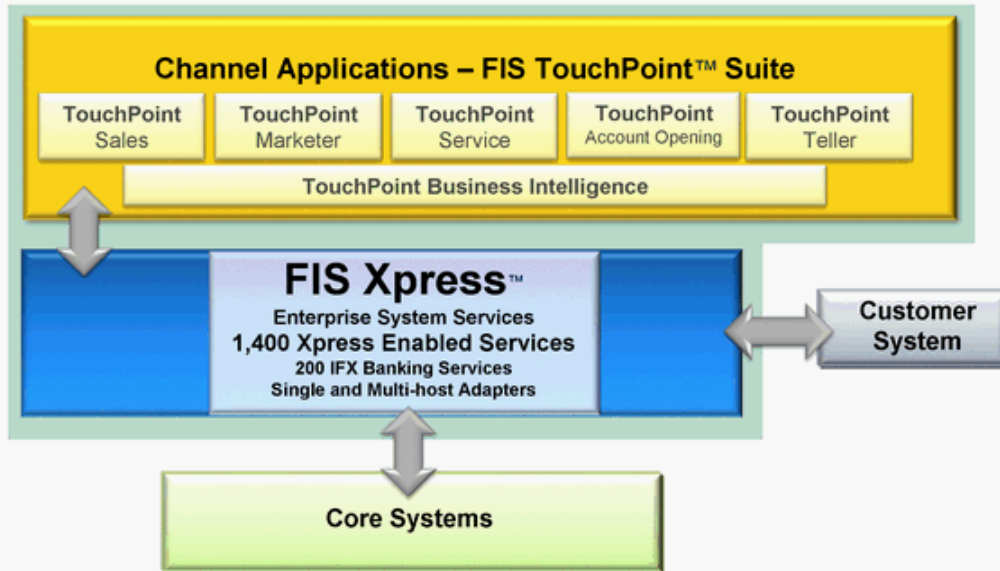 Channel Applications – FIS TouchPoint™ Suite
TouchPoint
Sales
TouchPoint
Marketer
TouchPoint
Service
TouchPoint
Account Opening
TouchPoint
Teller
TouchPoint Business Intelligence
FIS Xpress™
Enterprise System Services
1,400 Xpress Enabled Services
200 IFX Banking Services
Single and Multi-host Adapters
Customer
System
Core Systems